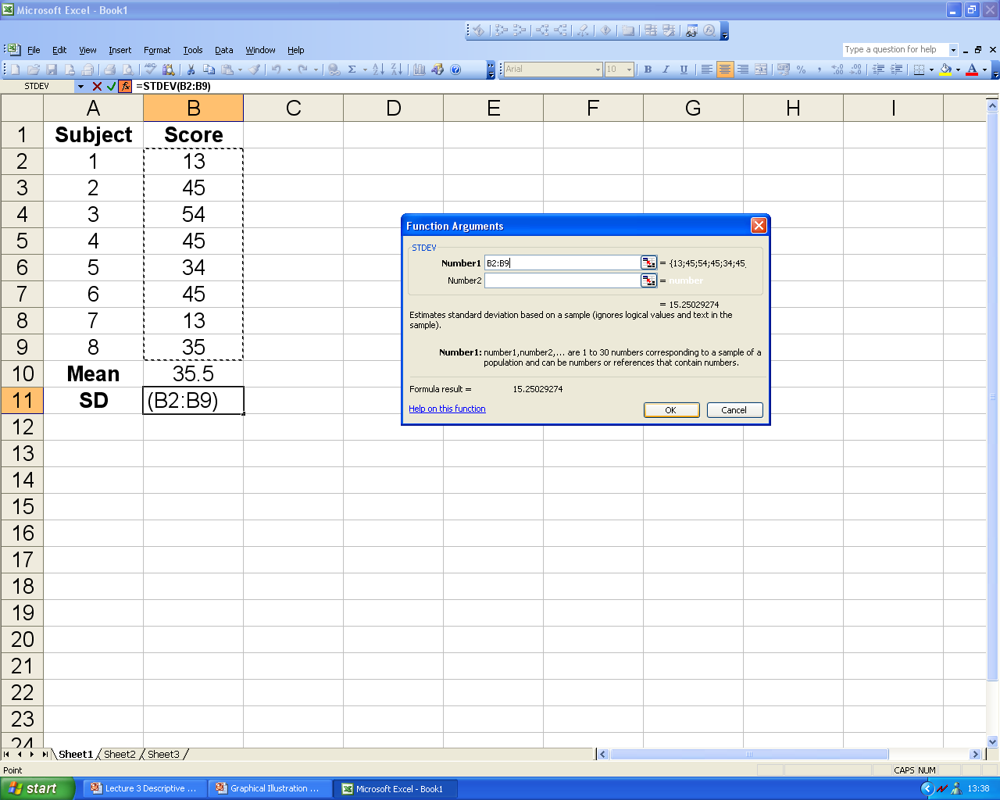 Microsoft Excel - Book1
File Edit View Insert Format Tools Data Window Help
Type a question for help
Arial 10 B I U
STDEV =STDEV(B2:B9)
A B C D E F G H I
1 Subject Score
2 1 13
3 2 45
4 3 54
5 4 45
6 5 34
7 6 45
8 7 13
9 8 35
10 Mean 35.5
11 SD (B2:B9)
12
13
14
15
16
17
18
19
20
21
22
23
24
Function Arguments
STDEV
Number1 B2:B9 = {13;45;54;45;34;45
Number2 = number
= 15.25029274
Estimates standard deviation based on a sample (ignores logical values and text in the
sample).
Number1: number1,number2,... are 1 to 30 numbers corresponding to a sample of a
population and can be numbers or references that contain numbers.
Formula result = 15.25029274
Help on this function
OK Cancel
Sheet1 Sheet2 Sheet3
Point
CAPS NUM
start Lecture 3 Descriptive ... Graphical Illustration ... Microsoft Excel - Book1 13:38